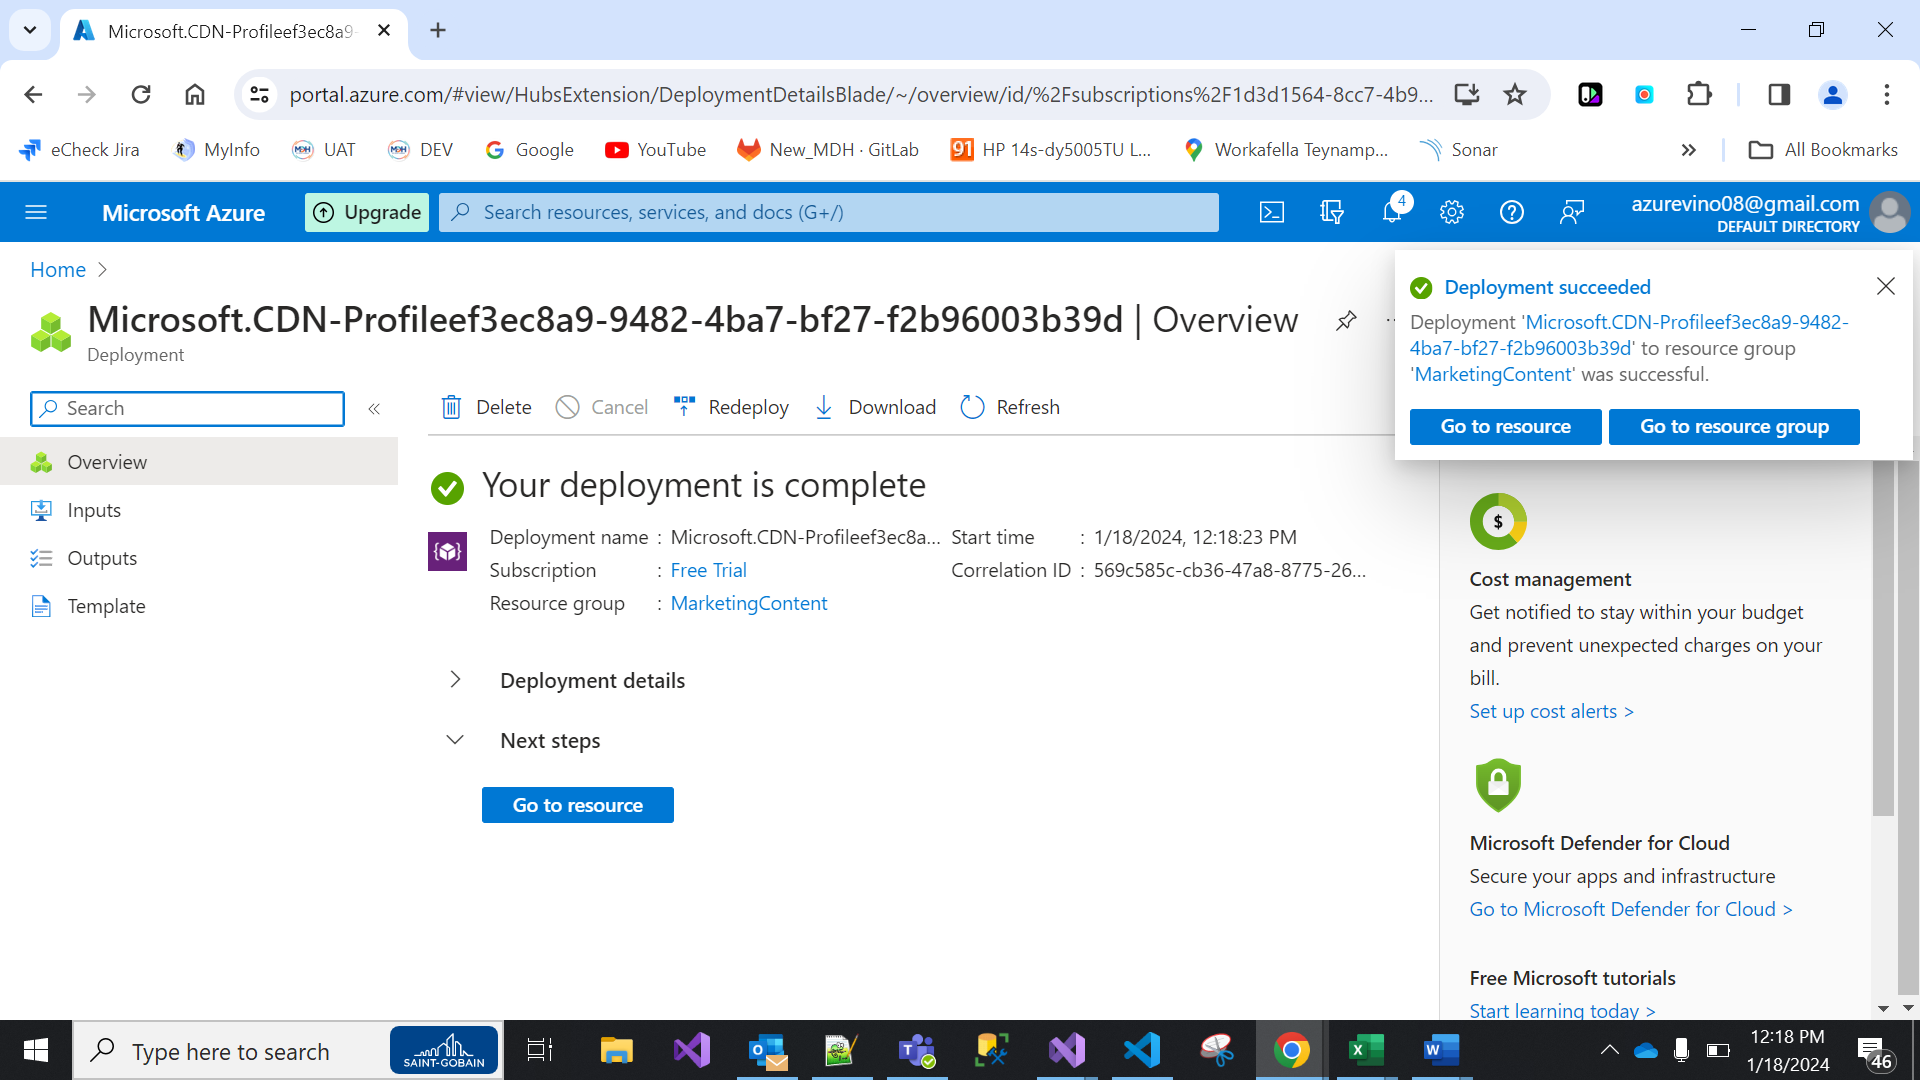 Microsoft.CDN-Profileef3ec8a9-
portal.azure.com/#view/HubsExtension/DeploymentDetailsBlade/~/overview/id/%2Fsubscriptions%2F1d3d1564-8cc7-4b9...
eCheck Jira
MyInfo
MDH UAT
MDH DEV
Google
YouTube
New_MDH · GitLab
91 HP 14s-dy5005TU L...
Workafella Teynamp...
Sonar
»
All Bookmarks
Microsoft Azure
Upgrade
Search resources, services, and docs (G+/)
4
azurevino08@gmail.com
DEFAULT DIRECTORY
Home >
Microsoft.CDN-Profileef3ec8a9-9482-4ba7-bf27-f2b96003b39d | Overview
Deployment
Deployment succeeded
Deployment 'Microsoft.CDN-Profileef3ec8a9-9482-
4ba7-bf27-f2b96003b39d' to resource group
'MarketingContent' was successful.
Go to resource
Go to resource group
Search
«
Overview
Inputs
Outputs
Template
Delete
Cancel
Redeploy
Download
Refresh
Your deployment is complete
Deployment name : Microsoft.CDN-Profileef3ec8a...
Subscription : Free Trial
Resource group : MarketingContent
Start time : 1/18/2024, 12:18:23 PM
Correlation ID : 569c585c-cb36-47a8-8775-26...
Deployment details
Next steps
Go to resource
$
Cost management
Get notified to stay within your budget
and prevent unexpected charges on your
bill.
Set up cost alerts >
Microsoft Defender for Cloud
Secure your apps and infrastructure
Go to Microsoft Defender for Cloud >
Free Microsoft tutorials
Start learning today >
Type here to search
SAINT-GOBAIN
12:18 PM
1/18/2024
46